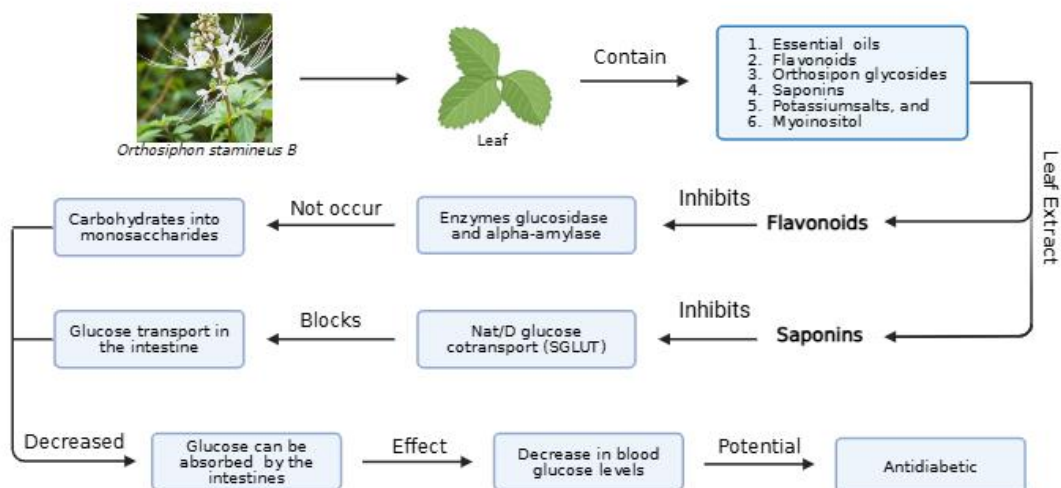 1. Essential oils
2. Flavonoids
3. Orthosipon glycosides
4. Saponins
5. Potassiumsalts, and
6. Myoinositol
Contain
Leaf
Orthosiphon stamineus B
Leaf Extract
Carbohydrates into
monosaccharides
Not occur
Enzymes glucosidase
and alpha-amylase
Inhibits
Flavonoids
Glucose transport in
the intestine
Blocks
Nat/D glucose
cotransport (SGLUT)
Inhibits
Saponins
Decreased
Glucose can be
absorbed by the
intestines
Effect
Decrease in blood
glucose levels
Potential
Antidiabetic